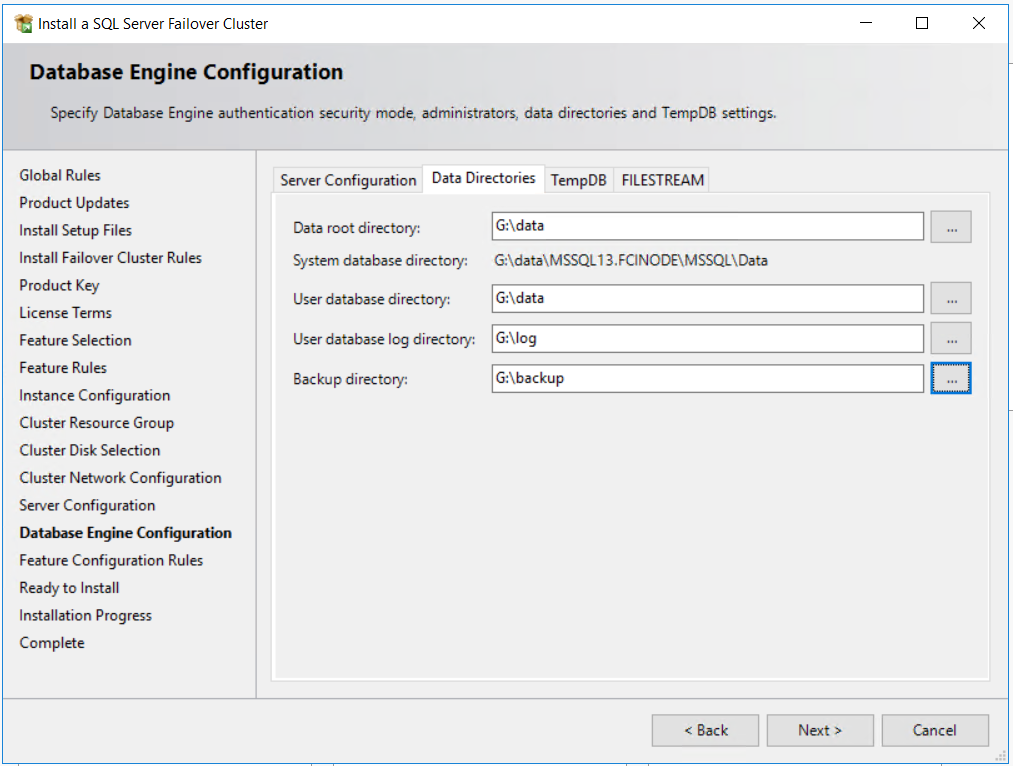 Install a SQL Server Failover Cluster
Database Engine Configuration
Specify Database Engine authentication security mode, administrators, data directories and TempDB settings.
Global Rules
Product Updates
Install Setup Files
Install Failover Cluster Rules
Product Key
License Terms
Feature Selection
Feature Rules
Instance Configuration
Cluster Resource Group
Cluster Disk Selection
Cluster Network Configuration
Server Configuration
Database Engine Configuration
Feature Configuration Rules
Ready to Install
Installation Progress
Complete
Server Configuration Data Directories TempDB FILESTREAM
Data root directory: G:\data ...
System database directory: G:\data\MSSQL13.FCINODE\MSSQL\Data
User database directory: G:\data ...
User database log directory: G:\log ...
Backup directory: G:\backup ...
< Back Next > Cancel